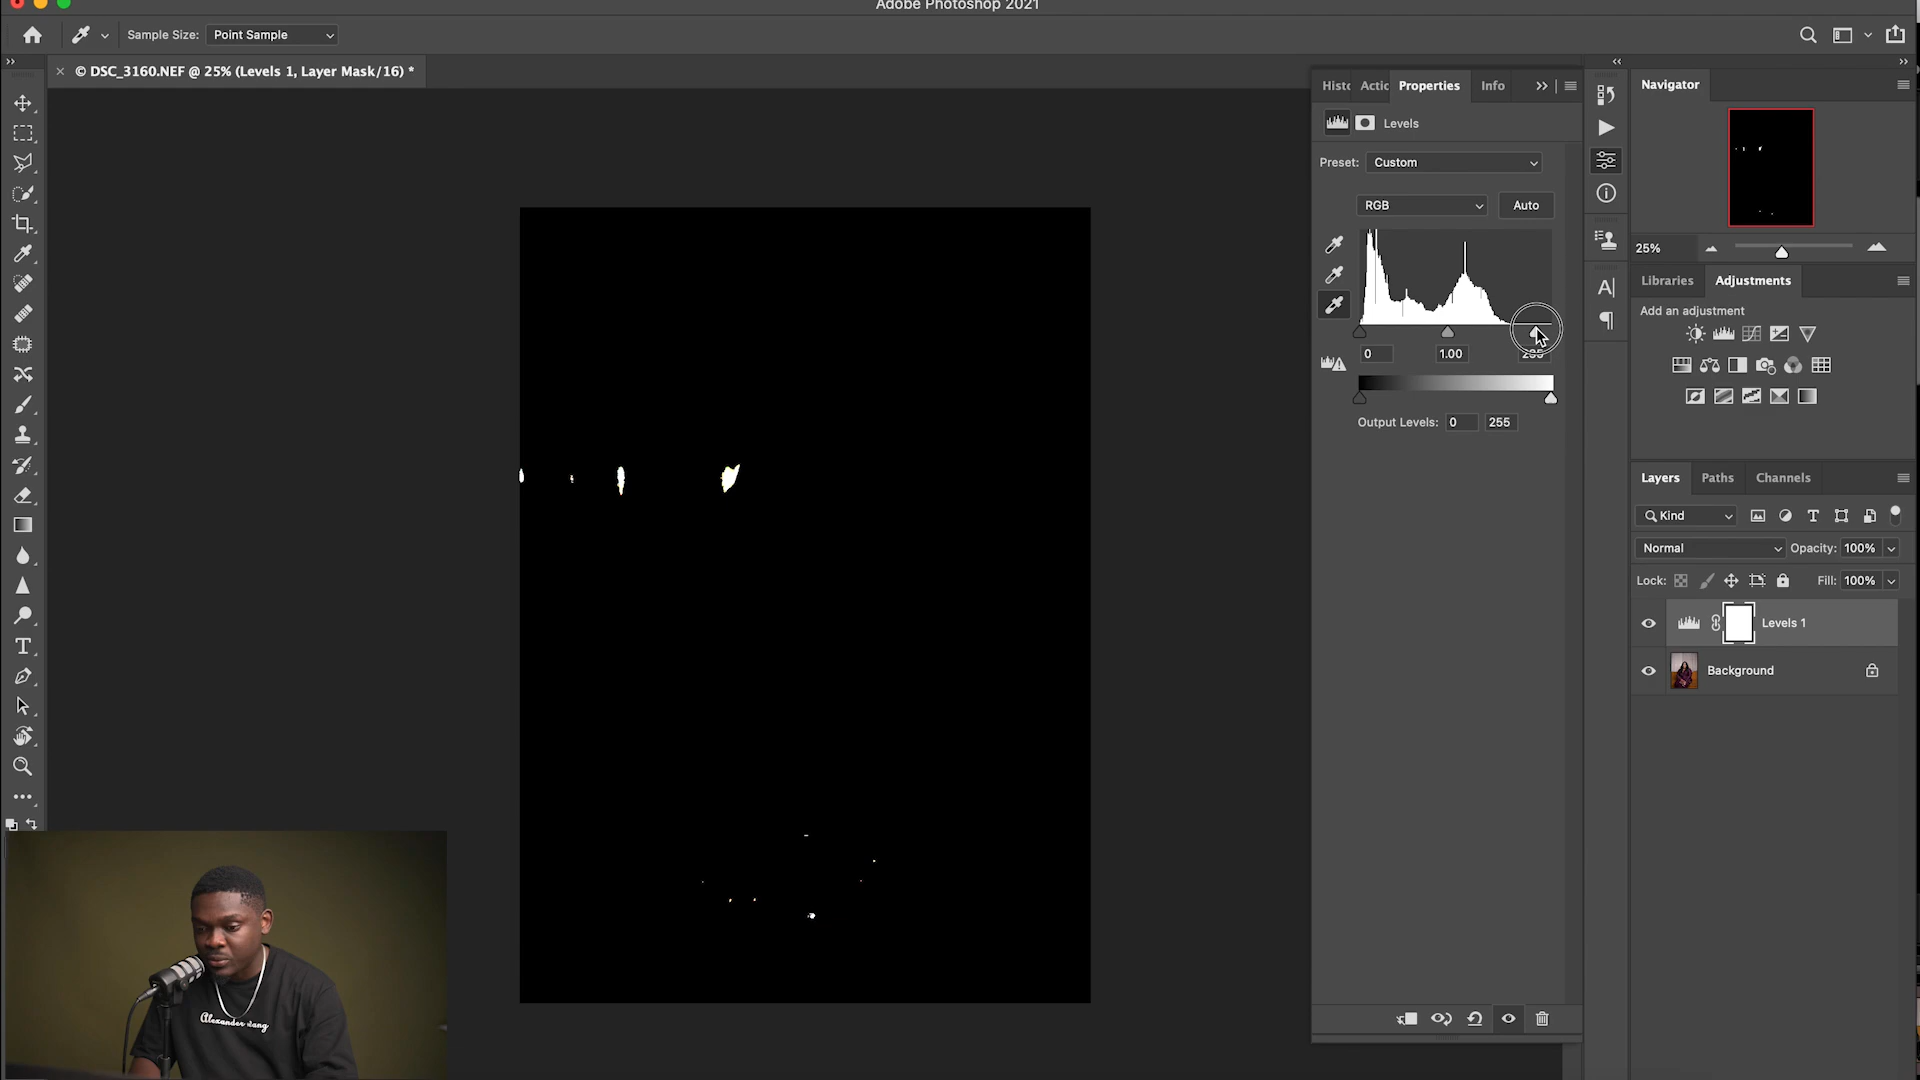 Adobe Photoshop 2021
Sample Size: Point Sample
© DSC_3160.NEF @ 25% (Levels 1, Layer Mask/16) *
Histo Actic Properties Info
Levels
Preset: Custom
RGB Auto
0 1.00
Output Levels: 0 255
Navigator
25%
Libraries Adjustments
Add an adjustment
Layers Paths Channels
Kind
Normal Opacity: 100%
Lock: Fill: 100%
Levels 1
Background